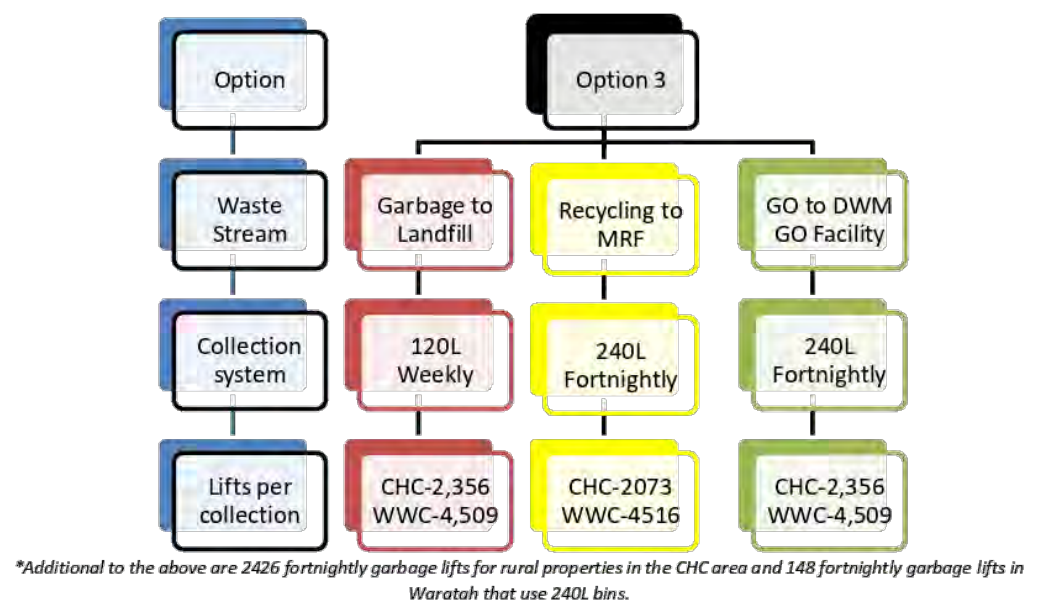 Option
Option 3
Waste
Stream
Garbage to
Landfill
Recycling to
MRF
GO to DWM
GO Facility
Collection
system
120L
Weekly
240L
Fortnightly
240L
Fortnightly
Lifts per
collection
CHC-2,356
WWC-4,509
CHC-2073
WWC-4516
CHC-2,356
WWC-4,509
*Additional to the above are 2426 fortnightly garbage lifts for rural properties in the CHC area and 148 fortnightly garbage lifts in
Waratah that use 240L bins.